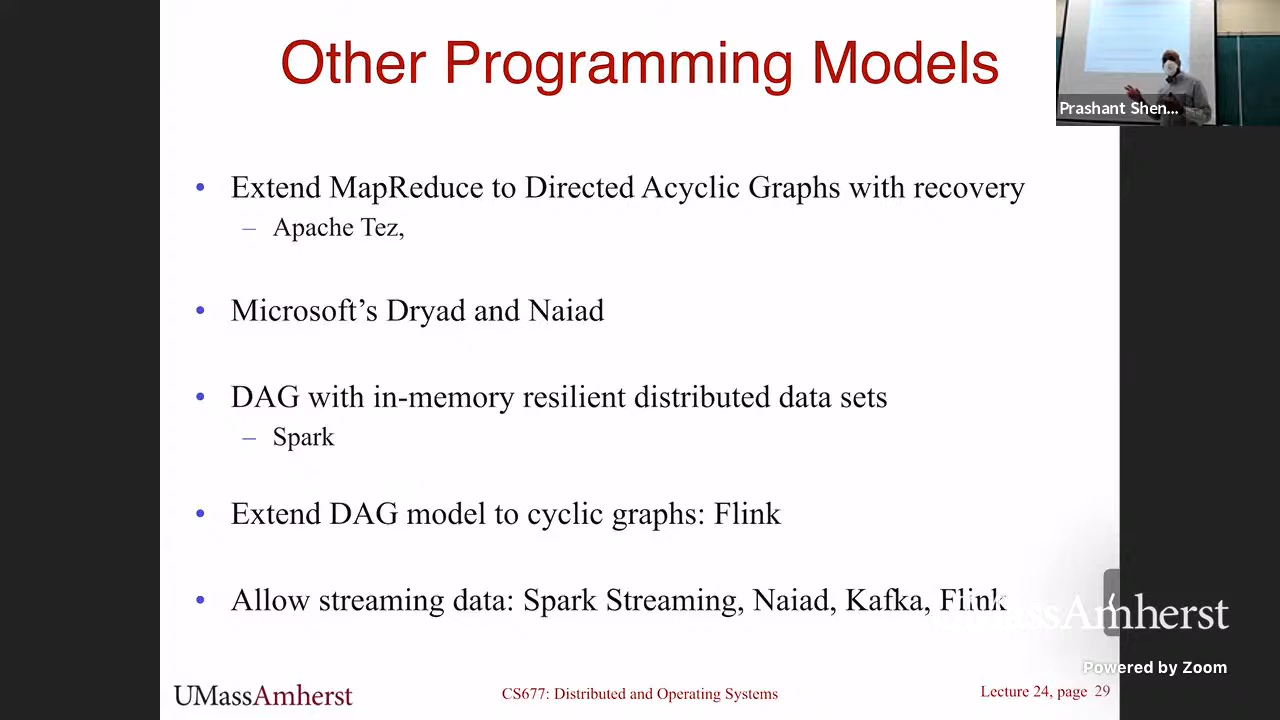 Other Programming Models
Prashant Shen...
• Extend MapReduce to Directed Acyclic Graphs with recovery
– Apache Tez,
• Microsoft’s Dryad and Naiad
• DAG with in-memory resilient distributed data sets
– Spark
• Extend DAG model to cyclic graphs: Flink
• Allow streaming data: Spark Streaming, Naiad, Kafka, Flink
UMassAmherst
Powered by Zoom
UMassAmherst
CS677: Distributed and Operating Systems
Lecture 24, page 29